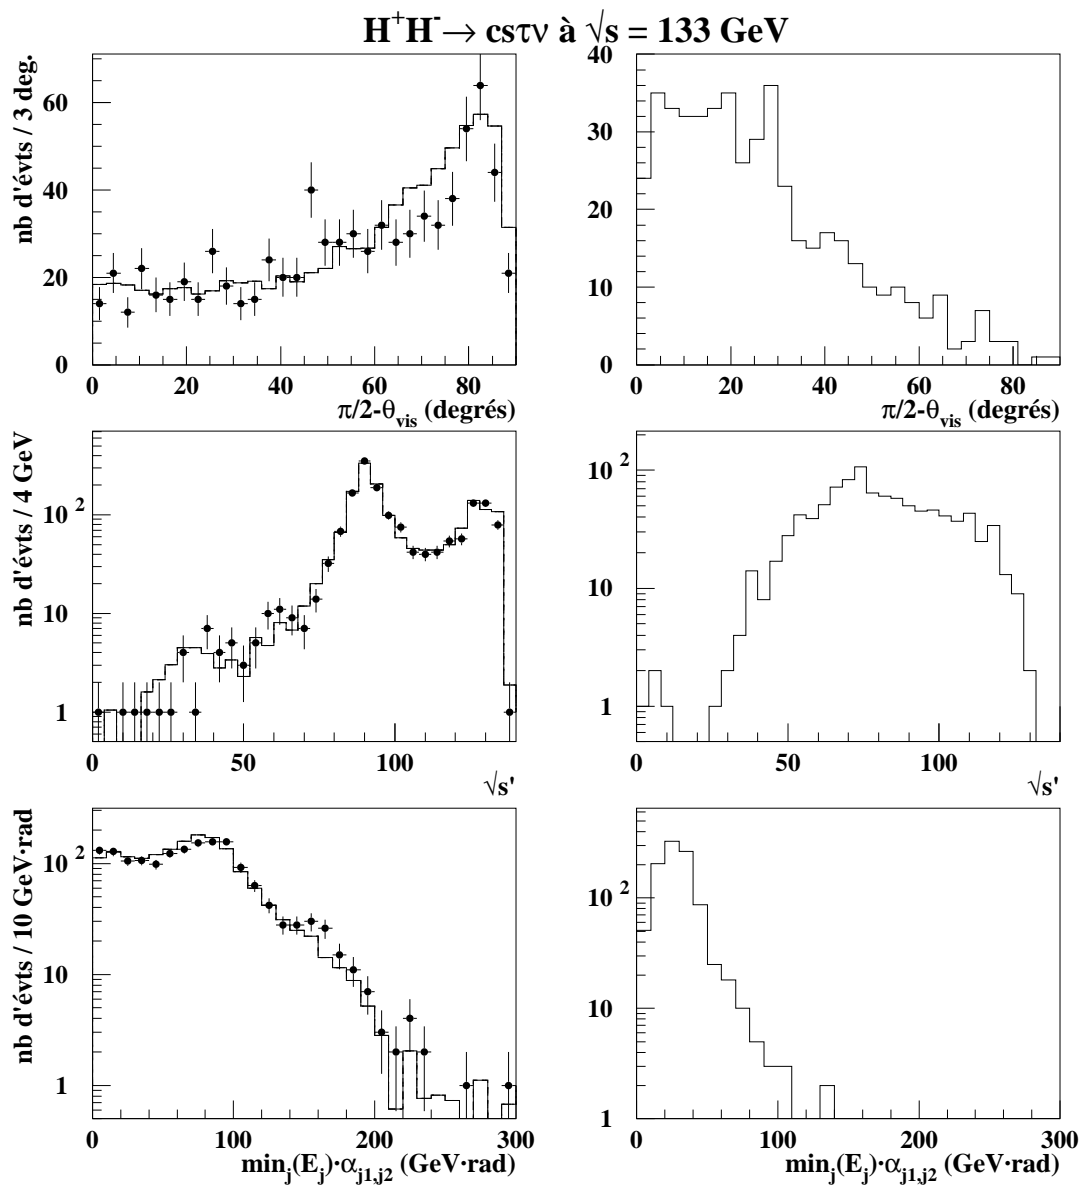 H⁺H⁻→ csτν à √s = 133 GeV
nb d'évts / 3 deg.
60
40
20
0
0 20 40 60 80
π/2-θvis (degrés)
40
30
20
10
0
0 20 40 60 80
π/2-θvis (degrés)
nb d'évts / 4 GeV
10²
10
1
0 50 100
√s'
10²
10
1
0 50 100
√s'
nb d'évts / 10 GeV·rad
10²
10
1
0 100 200 300
minj(Ej)·αj1,j2 (GeV·rad)
10²
10
1
0 100 200 300
minj(Ej)·αj1,j2 (GeV·rad)